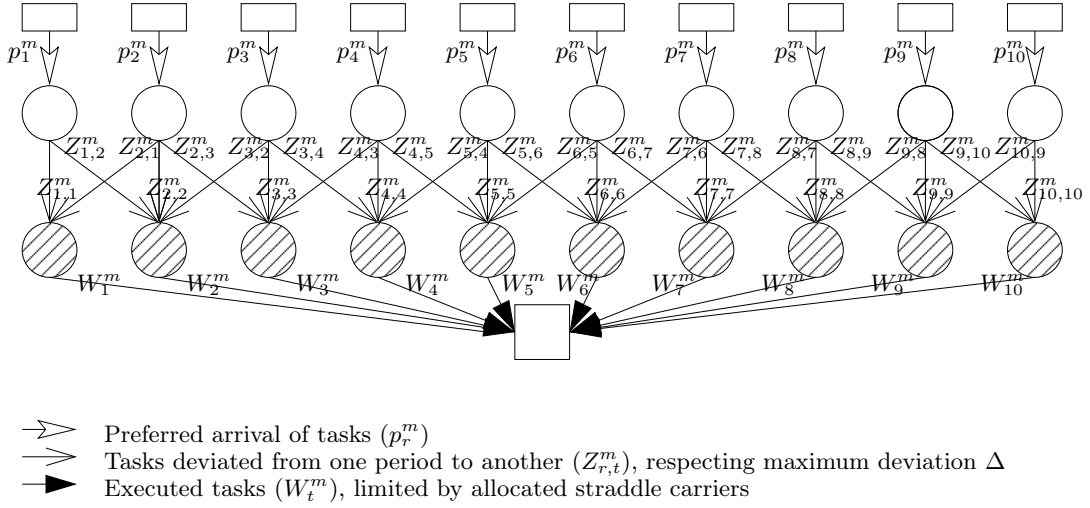 p_1^m p_2^m p_3^m p_4^m p_5^m p_6^m p_7^m p_8^m p_9^m p_10^m
Z_1,2^m Z_2,1^m Z_2,3^m Z_3,2^m Z_3,4^m Z_4,3^m Z_4,5^m Z_5,4^m Z_5,6^m Z_6,5^m Z_6,7^m Z_7,6^m Z_7,8^m Z_8,7^m Z_8,9^m Z_9,8^m Z_9,10^m Z_10,9^m
Z_1,1^m Z_2,2^m Z_3,3^m Z_4,4^m Z_5,5^m Z_6,6^m Z_7,7^m Z_8,8^m Z_9,9^m Z_10,10^m
W_1^m W_2^m W_3^m W_4^m W_5^m W_6^m W_7^m W_8^m W_9^m W_10^m
Preferred arrival of tasks (p_r^m)
Tasks deviated from one period to another (Z_r,t^m), respecting maximum deviation Δ
Executed tasks (W_t^m), limited by allocated straddle carriers